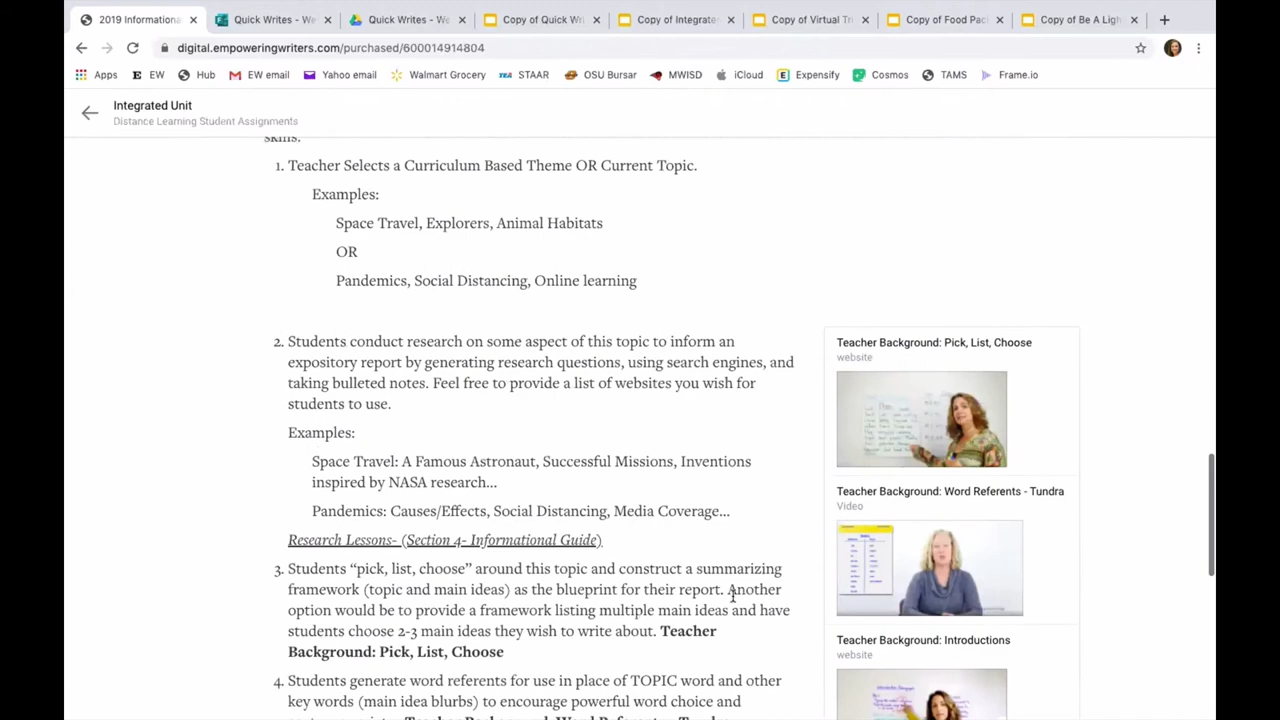 2019 Informationa
Quick Writes - We
Quick Writes - We
Copy of Quick Wri
Copy of Integrate
Copy of Virtual Tri
Copy of Food Pac
Copy of Be A Ligh
digital.empoweringwriters.com/purchased/600014914804
Apps EW Hub EW email Yahoo email Walmart Grocery TEA STAAR OSU Bursar MWISD iCloud Expensify Cosmos TAMS Frame.io
Integrated Unit
Distance Learning Student Assignments
skills.
1. Teacher Selects a Curriculum Based Theme OR Current Topic.
Examples:
Space Travel, Explorers, Animal Habitats
OR
Pandemics, Social Distancing, Online learning
2. Students conduct research on some aspect of this topic to inform an
expository report by generating research questions, using search engines, and
taking bulleted notes. Feel free to provide a list of websites you wish for
students to use.
Examples:
Space Travel: A Famous Astronaut, Successful Missions, Inventions
inspired by NASA research...
Pandemics: Causes/Effects, Social Distancing, Media Coverage...
Research Lessons- (Section 4- Informational Guide)
3. Students “pick, list, choose” around this topic and construct a summarizing
framework (topic and main ideas) as the blueprint for their report. Another
option would be to provide a framework listing multiple main ideas and have
students choose 2-3 main ideas they wish to write about. Teacher
Background: Pick, List, Choose
4. Students generate word referents for use in place of TOPIC word and other
key words (main idea blurbs) to encourage powerful word choice and
Teacher Background: Pick, List, Choose
website
Teacher Background: Word Referents - Tundra
Video
Teacher Background: Introductions
website